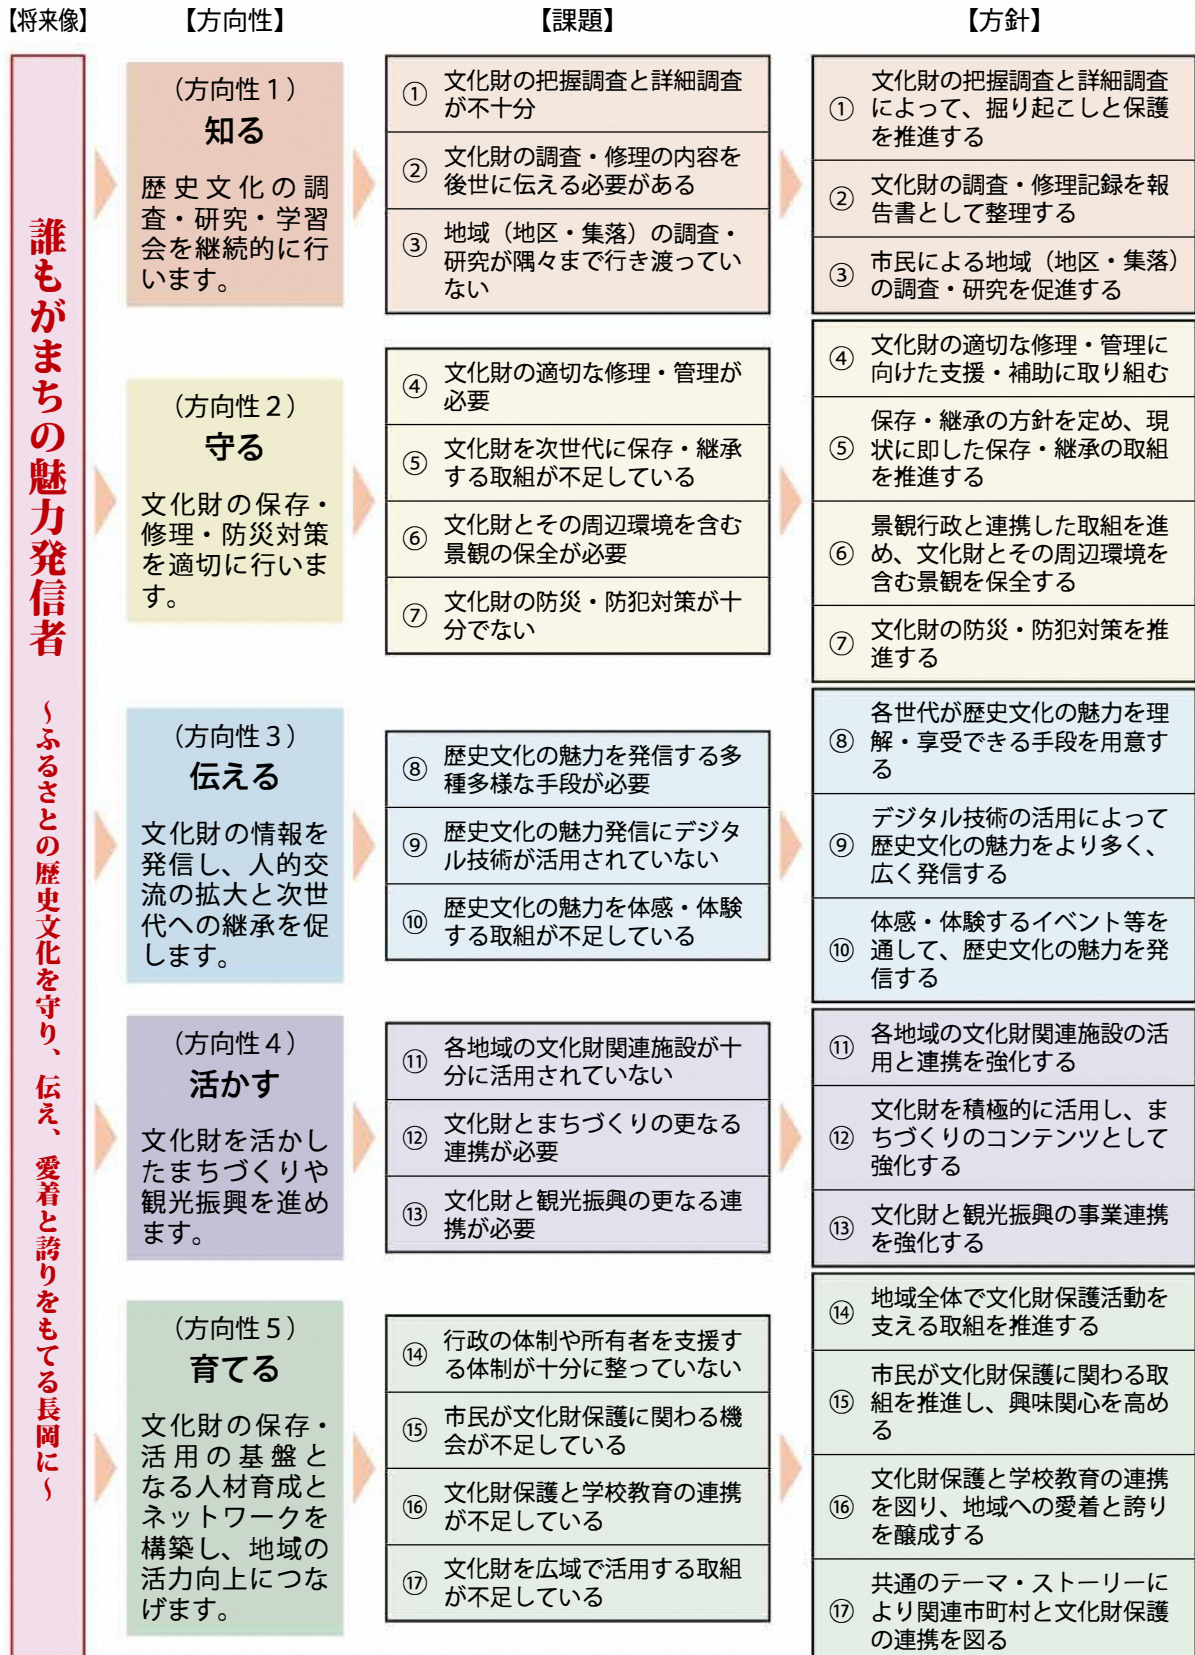 【将来像】
【方向性】
【課題】
【方針】
誰もがまちの魅力発信者
～ふるさとの歴史文化を守り、伝え、愛着と誇りをもてる長岡に～
（方向性１）
知る
歴史文化の調
査・研究・学習
会を継続的に行
います。
① 文化財の把握調査と詳細調査
が不十分
② 文化財の調査・修理の内容を
後世に伝える必要がある
③ 地域（地区・集落）の調査・
研究が隅々まで行き渡ってい
ない
① 文化財の把握調査と詳細調査
によって、掘り起こしと保護
を推進する
② 文化財の調査・修理記録を報
告書として整理する
③ 市民による地域（地区・集落）
の調査・研究を促進する
（方向性２）
守る
文化財の保存・
修理・防災対策
を適切に行いま
す。
④ 文化財の適切な修理・管理が
必要
⑤ 文化財を次世代に保存・継承
する取組が不足している
⑥ 文化財とその周辺環境を含む
景観の保全が必要
⑦ 文化財の防災・防犯対策が十
分でない
④ 文化財の適切な修理・管理に
向けた支援・補助に取り組む
⑤ 保存・継承の方針を定め、現
状に即した保存・継承の取組
を推進する
⑥ 景観行政と連携した取組を進
め、文化財とその周辺環境を
含む景観を保全する
⑦ 文化財の防災・防犯対策を推
進する
（方向性３）
伝える
文化財の情報を
発信し、人的交
流の拡大と次世
代への継承を促
します。
⑧ 歴史文化の魅力を発信する多
種多様な手段が必要
⑨ 歴史文化の魅力発信にデジタ
ル技術が活用されていない
⑩ 歴史文化の魅力を体感・体験
する取組が不足している
⑧ 各世代が歴史文化の魅力を理
解・享受できる手段を用意す
る
⑨ デジタル技術の活用によって
歴史文化の魅力をより多く、
広く発信する
⑩ 体感・体験するイベント等を
通して、歴史文化の魅力を発
信する
（方向性４）
活かす
文化財を活かし
たまちづくりや
観光振興を進め
ます。
⑪ 各地域の文化財関連施設が十
分に活用されていない
⑫ 文化財とまちづくりの更なる
連携が必要
⑬ 文化財と観光振興の更なる連
携が必要
⑪ 各地域の文化財関連施設の活
用と連携を強化する
⑫ 文化財を積極的に活用し、ま
ちづくりのコンテンツとして
強化する
⑬ 文化財と観光振興の事業連携
を強化する
（方向性５）
育てる
文化財の保存・
活用の基盤と
なる人材育成と
ネットワークを
構築し、地域の
活力向上につな
げます。
⑭ 行政の体制や所有者を支援す
る体制が十分に整っていない
⑮ 市民が文化財保護に関わる機
会が不足している
⑯ 文化財保護と学校教育の連携
が不足している
⑰ 文化財を広域で活用する取組
が不足している
⑭ 地域全体で文化財保護活動を
支える取組を推進する
⑮ 市民が文化財保護に関わる取
組を推進し、興味関心を高め
る
⑯ 文化財保護と学校教育の連携
を図り、地域への愛着と誇り
を醸成する
⑰ 共通のテーマ・ストーリーに
より関連市町村と文化財保護
の連携を図る